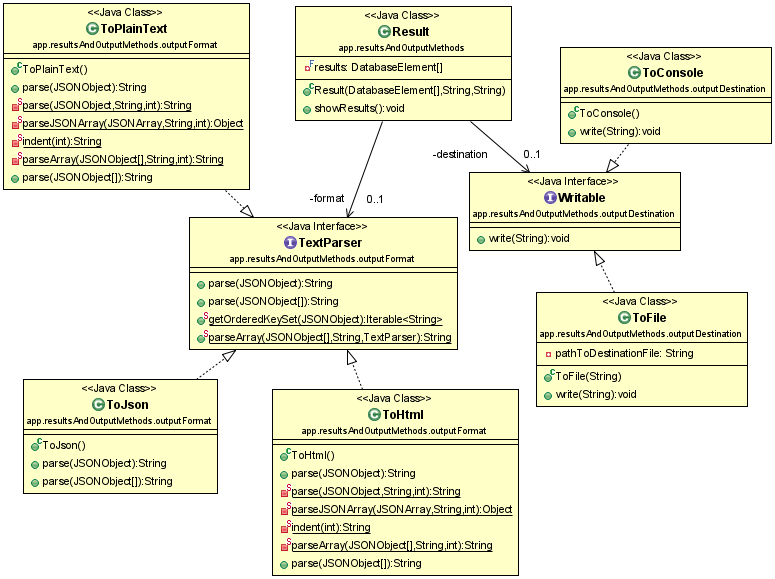 <<Java Class>>
ToPlainText
app.resultsAndOutputMethods.outputFormat
ToPlainText()
parse(JSONObject):String
parse(JSONObject,String,int):String
parseJSONArray(JSONArray,String,int):Object
indent(int):String
parseArray(JSONObject[],String,int):String
parse(JSONObject[]):String
<<Java Class>>
Result
app.resultsAndOutputMethods
results: DatabaseElement[]
Result(DatabaseElement[],String,String)
showResults():void
<<Java Class>>
ToConsole
app.resultsAndOutputMethods.outputDestination
ToConsole()
write(String):void
-destination
0..1
-format
0..1
<<Java Interface>>
Writable
app.resultsAndOutputMethods.outputDestination
write(String):void
<<Java Interface>>
TextParser
app.resultsAndOutputMethods.outputFormat
parse(JSONObject):String
parse(JSONObject[]):String
getOrderedKeySet(JSONObject):Iterable<String>
parseArray(JSONObject[],String,TextParser):String
<<Java Class>>
ToFile
app.resultsAndOutputMethods.outputDestination
pathToDestinationFile: String
ToFile(String)
write(String):void
<<Java Class>>
ToJson
app.resultsAndOutputMethods.outputFormat
ToJson()
parse(JSONObject):String
parse(JSONObject[]):String
<<Java Class>>
ToHtml
app.resultsAndOutputMethods.outputFormat
ToHtml()
parse(JSONObject):String
parse(JSONObject,String,int):String
parseJSONArray(JSONArray,String,int):Object
indent(int):String
parseArray(JSONObject[],String,int):String
parse(JSONObject[]):String